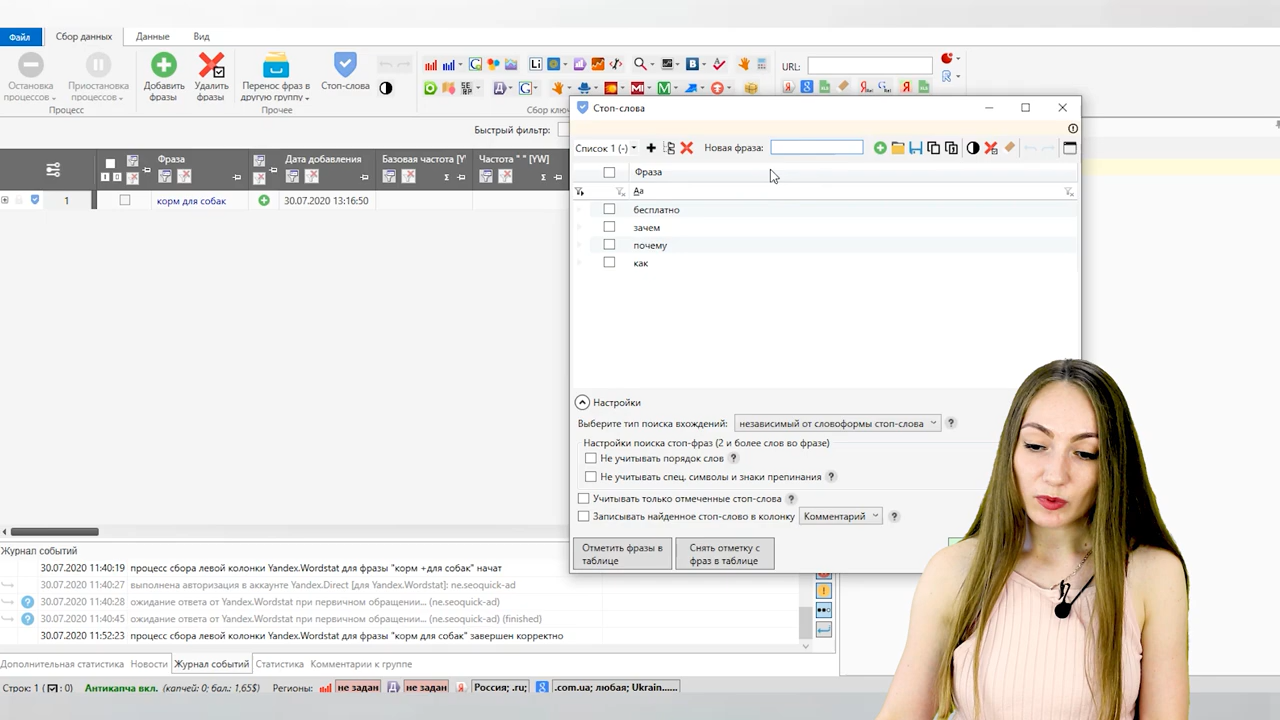 Файл Сбор данных Данные Вид
Остановка процессов
Приостановка процессов
Добавить фразы
Удалить фразы
Перенос фраз в другую группу
Стоп-слова
URL:
Процесс
Прочее
Быстрый фильтр:
Фраза
Дата добавления
Базовая частота [Y
Частота " " [YW]
1 корм для собак 30.07.2020 13:16:50
Стоп-слова
Список 1 (-) Новая фраза:
Фраза
Aa
бесплатно
зачем
почему
как
Настройки
Выберите тип поиска вхождений: независимый от словоформы стоп-слова ?
Настройки поиска стоп-фраз (2 и более слов во фразе)
Не учитывать порядок слов ?
Не учитывать спец. символы и знаки препинания ?
Учитывать только отмеченные стоп-слова ?
Записывать найденное стоп-слово в колонку Комментарий ?
Отметить фразы в таблице
Снять отметку с фраз в таблице
Журнал событий
30.07.2020 11:40:19 процесс сбора левой колонки Yandex.Wordstat для фразы "корм +для собак" начат
30.07.2020 11:40:27 выполнена авторизация в аккаунте Yandex.Direct [для Yandex.Wordstat]: ne.seoquick-ad
30.07.2020 11:40:28 ожидание ответа от Yandex.Wordstat при первичном обращении... (ne.seoquick-ad)
30.07.2020 11:40:45 ожидание ответа от Yandex.Wordstat при первичном обращении... (ne.seoquick-ad) (finished)
30.07.2020 11:52:23 процесс сбора левой колонки Yandex.Wordstat для фразы "корм для собак" завершен корректно
Дополнительная статистика Новости Журнал событий Статистика Комментарии к группе
Строк: 1 ( : 0) Антикапча вкл. (капчей: 0; бал.: 1,65$) Регионы: не задан не задан Россия; .ru; .com.ua; любая; Ukrain......